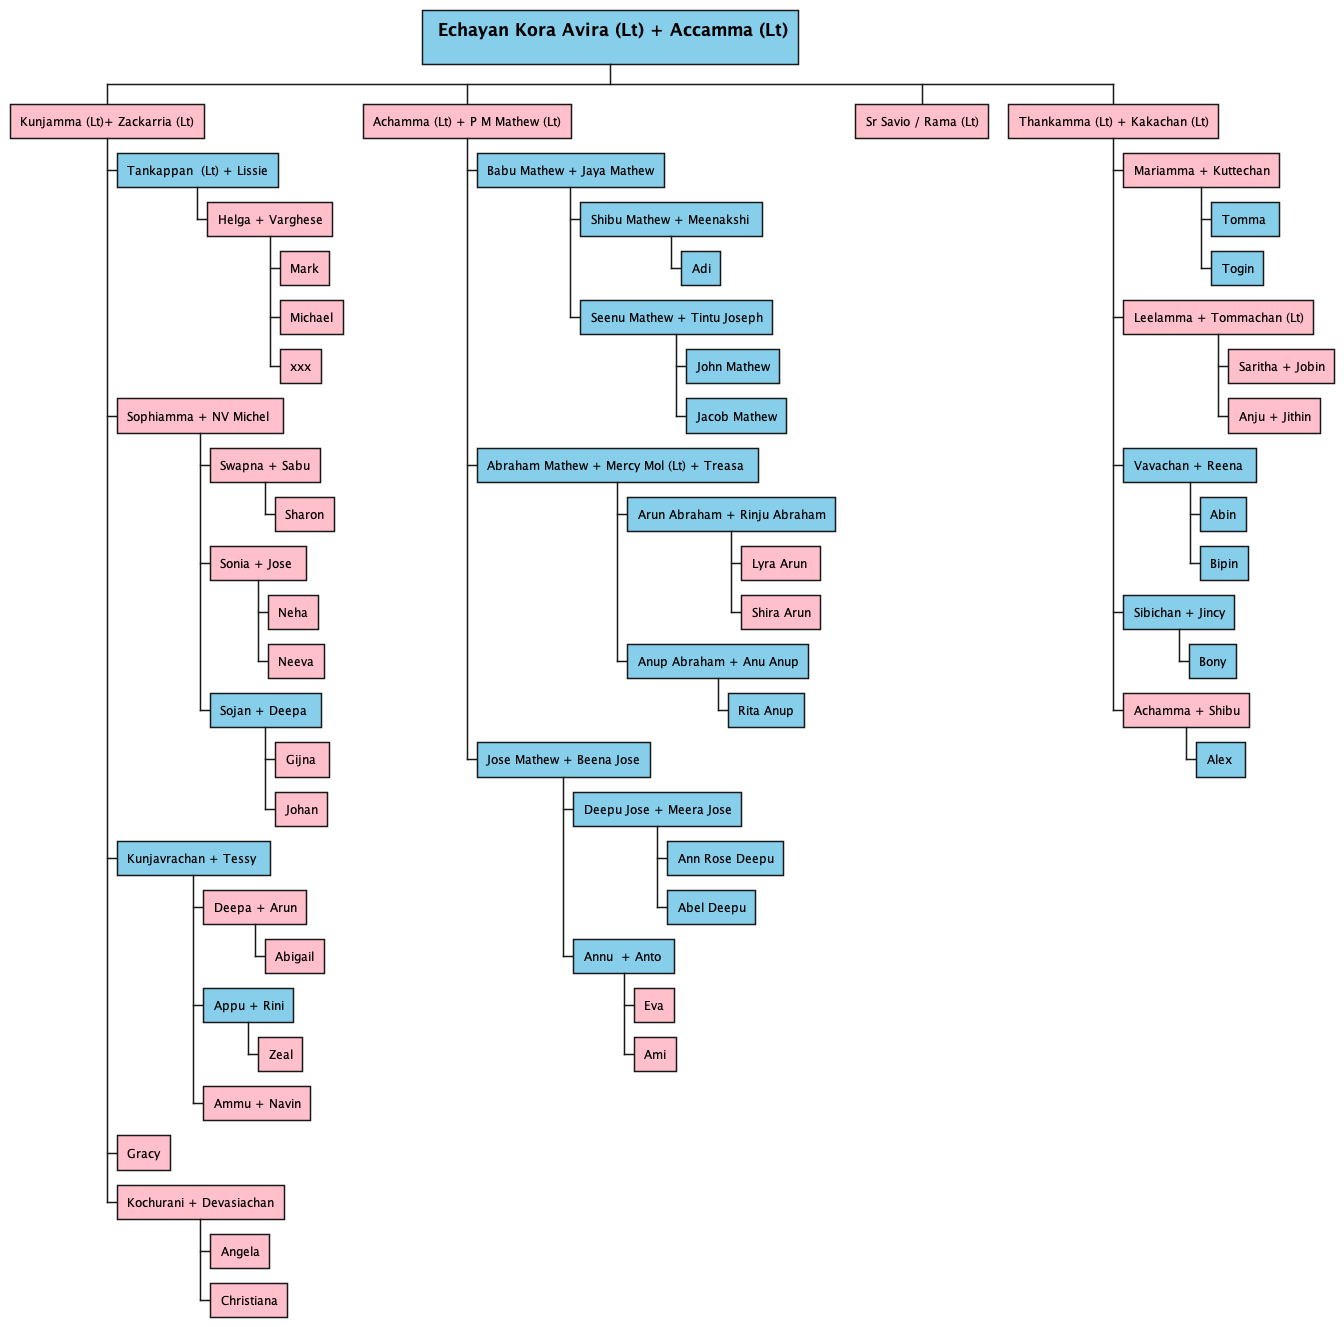 Echayan Kora Avira (Lt) + Accamma (Lt)
Kunjamma (Lt)+ Zackarria (Lt)
Tankappan  (Lt) + Lissie
Helga + Varghese
Mark
Michael
xxx
Sophiamma + NV Michel
Swapna + Sabu
Sharon
Sonia + Jose
Neha
Neeva
Sojan + Deepa
Gijna
Johan
Kunjavrachan + Tessy
Deepa + Arun
Abigail
Appu + Rini
Zeal
Ammu + Navin
Gracy
Kochurani + Devasiachan
Angela
Christiana
Achamma (Lt) + P M Mathew (Lt)
Babu Mathew + Jaya Mathew
Shibu Mathew + Meenakshi
Adi
Seenu Mathew + Tintu Joseph
John Mathew
Jacob Mathew
Abraham Mathew + Mercy Mol (Lt) + Treasa
Arun Abraham + Rinju Abraham
Lyra Arun
Shira Arun
Anup Abraham + Anu Anup
Rita Anup
Jose Mathew + Beena Jose
Deepu Jose + Meera Jose
Ann Rose Deepu
Abel Deepu
Annu  + Anto
Eva
Ami
Sr Savio / Rama (Lt)
Thankamma (Lt) + Kakachan (Lt)
Mariamma + Kuttechan
Tomma
Togin
Leelamma + Tommachan (Lt)
Saritha + Jobin
Anju + Jithin
Vavachan + Reena
Abin
Bipin
Sibichan + Jincy
Bony
Achamma + Shibu
Alex